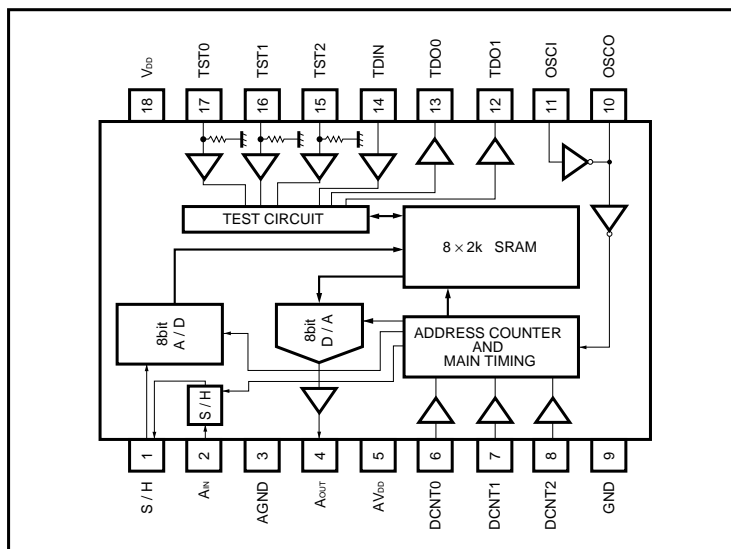 VDD TST0 TST1 TST2 TDIN TDO0 TDO1 OSCI OSCO
18 17 16 15 14 13 12 11 10
TEST CIRCUIT
8 × 2k SRAM
8bit
A / D
8bit
D / A
ADDRESS COUNTER
AND
MAIN TIMING
S / H
1 2 3 4 5 6 7 8 9
S / H AIN AGND AOUT AVDD DCNT0 DCNT1 DCNT2 GND